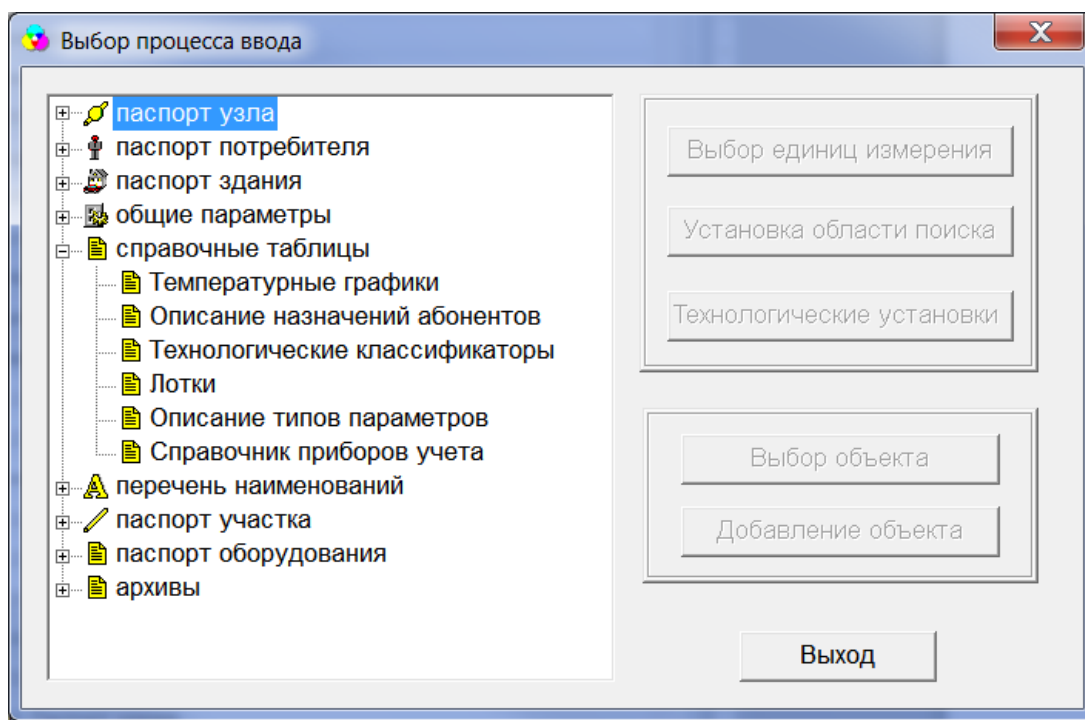 Выбор процесса ввода
паспорт узла
паспорт потребителя
паспорт здания
общие параметры
справочные таблицы
Температурные графики
Описание назначений абонентов
Технологические классификаторы
Лотки
Описание типов параметров
Справочник приборов учета
перечень наименований
паспорт участка
паспорт оборудования
архивы
Выбор единиц измерения
Установка области поиска
Технологические установки
Выбор объекта
Добавление объекта
Выход